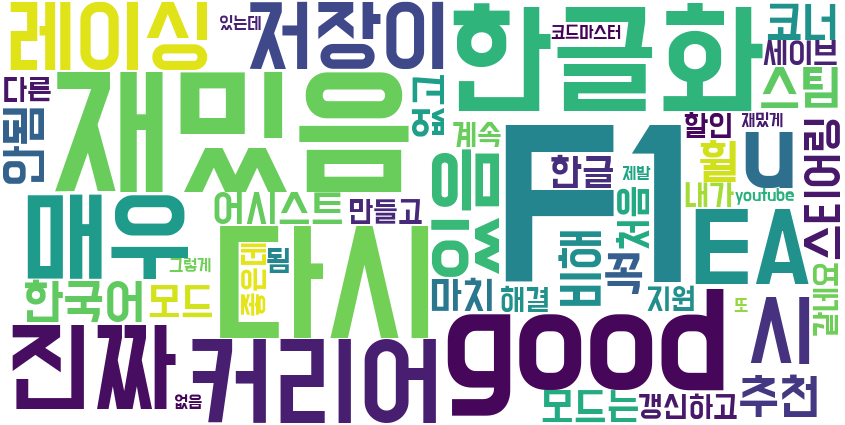 레이싱
있는데
저장이
한글화
코드마스터
코너
세이브
스팀
다른
재밌음
없고
계속
할인
재밌게
안됨
있음
F1
한글
제발
휠
u
스티어링
매우
어시스트
만들고
처음
내가
youtube
다시
좋은데
됨
그렇게
비해
꼭
EA
같네요
한국어
모드
마치
해결
지원
또
진짜
커리어
good
시
없음
모드는
갱신하고
추천